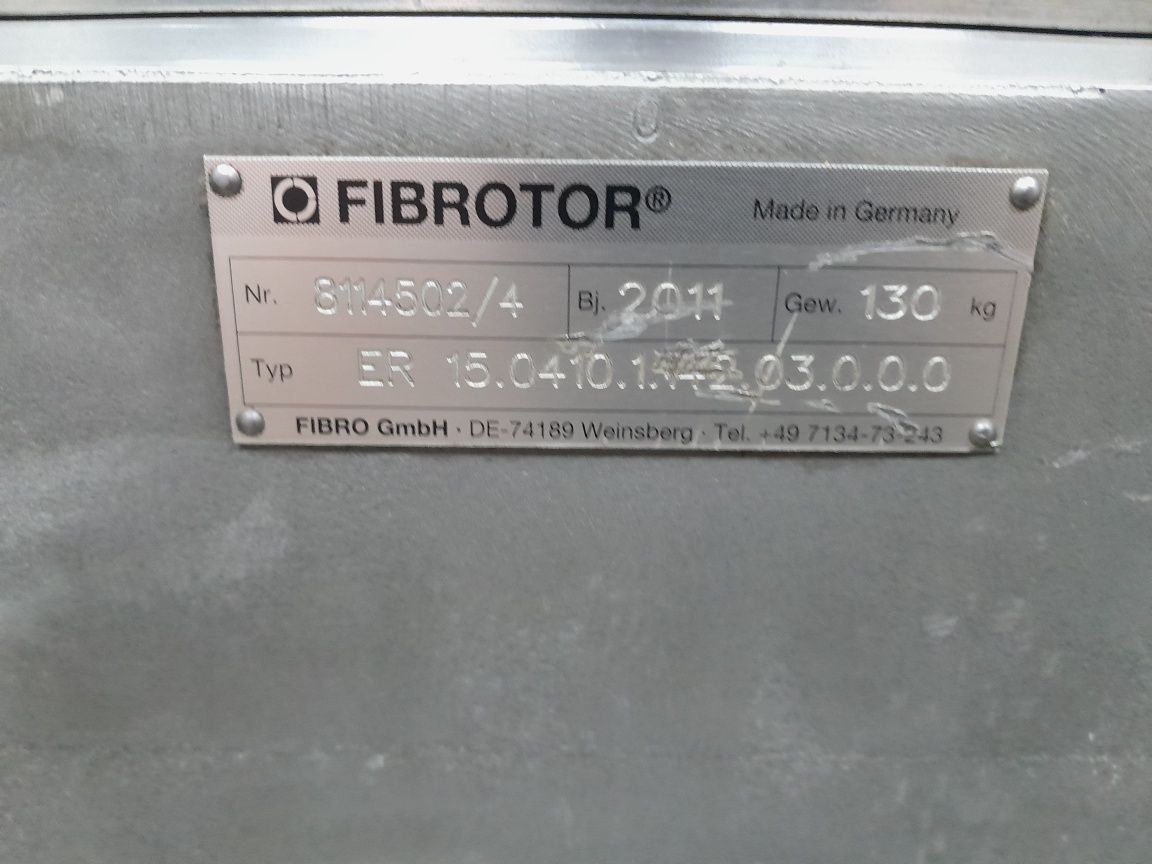 FIBROTOR® Made in Germany
Nr. 8114502/4 Bj. 2011 Gew. 130 kg
Typ ER
FIBRO GmbH · DE-74189 Weinsberg · Tel. +49 7134-73-243